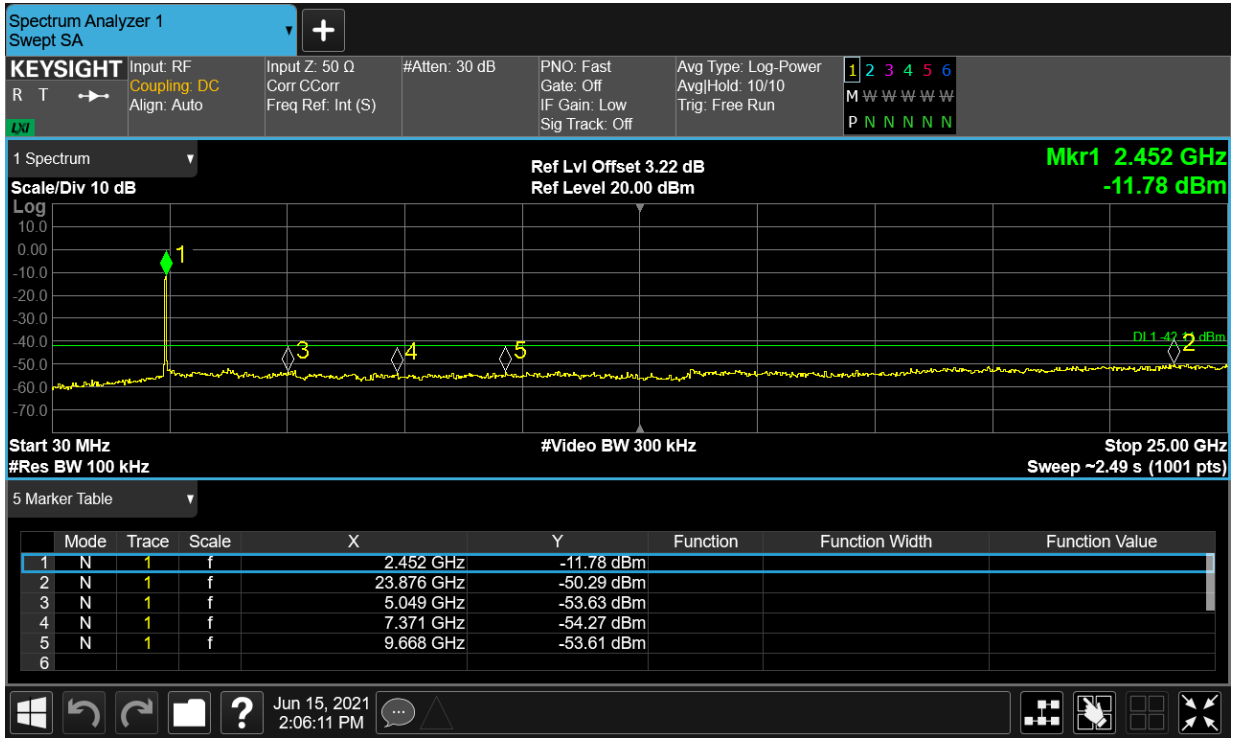 Spectrum Analyzer 1
Swept SA
+
KEYSIGHT
R T
LXI
Input: RF
Coupling: DC
Align: Auto
Input Z: 50 Ω
Corr CCorr
Freq Ref: Int (S)
#Atten: 30 dB
PNO: Fast
Gate: Off
IF Gain: Low
Sig Track: Off
Avg Type: Log-Power
Avg|Hold: 10/10
Trig: Free Run
1 2 3 4 5 6
M W W W W W
P N N N N N
1 Spectrum
Scale/Div 10 dB
Ref Lvl Offset 3.22 dB
Ref Level 20.00 dBm
Mkr1 2.452 GHz
-11.78 dBm
Log
10.0
0.00
-10.0
-20.0
-30.0
-40.0
-50.0
-60.0
-70.0
1
3
4
5
2
DL1 dBm
Start 30 MHz
#Res BW 100 kHz
#Video BW 300 kHz
Stop 25.00 GHz
Sweep ~2.49 s (1001 pts)
5 Marker Table
Mode Trace Scale X Y Function Function Width Function Value
1 N 1 f 2.452 GHz -11.78 dBm
2 N 1 f 23.876 GHz -50.29 dBm
3 N 1 f 5.049 GHz -53.63 dBm
4 N 1 f 7.371 GHz -54.27 dBm
5 N 1 f 9.668 GHz -53.61 dBm
6
?
Jun 15, 2021
2:06:11 PM